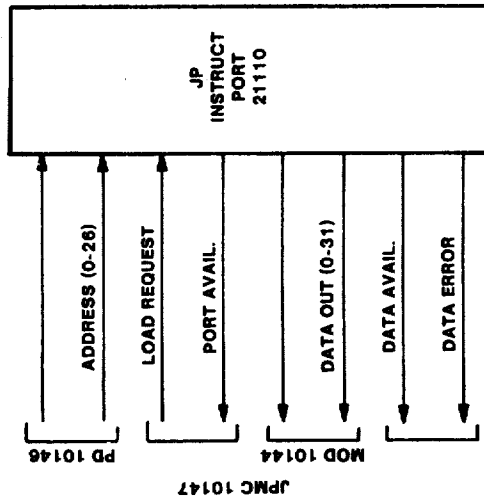 JP
INSTRUCT
PORT
21110
ADDRESS (0-26)
LOAD REQUEST
PORT AVAIL.
DATA OUT (0-31)
DATA AVAIL.
DATA ERROR
PD 10146
MOD 10144
JPMC 10147